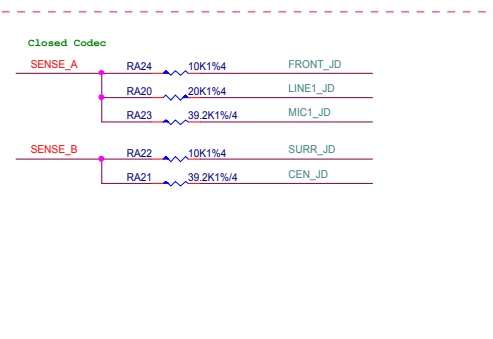 Closed Codec
SENSE_A RA24 10K1%4 FRONT_JD
RA20 20K1%4 LINE1_JD
RA23 39.2K1%/4 MIC1_JD
SENSE_B RA22 10K1%4 SURR_JD
RA21 39.2K1%/4 CEN_JD